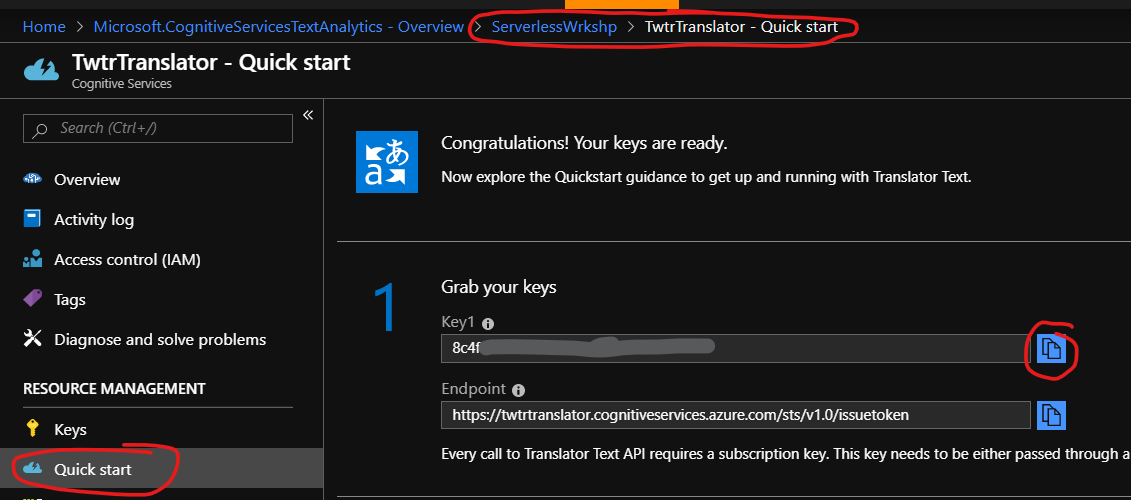 Home > Microsoft.CognitiveServicesTextAnalytics - Overview > ServerlessWrkshp > TwtrTranslator - Quick start
TwtrTranslator - Quick start
Cognitive Services
Search (Ctrl+/)
«
Overview
Activity log
Access control (IAM)
Tags
Diagnose and solve problems
RESOURCE MANAGEMENT
Keys
Quick start
あ
a
Congratulations! Your keys are ready.
Now explore the Quickstart guidance to get up and running with Translator Text.
1
Grab your keys
Key1
8c4f
Endpoint
https://twtrtranslator.cognitiveservices.azure.com/sts/v1.0/issuetoken
Every call to Translator Text API requires a subscription key. This key needs to be either passed through a